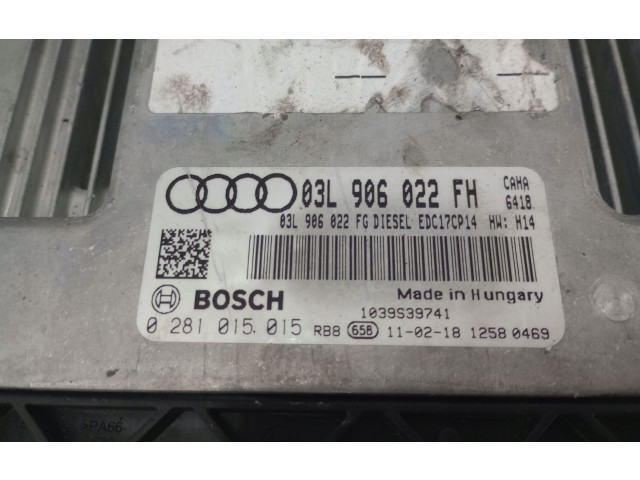 03L 906 022 FH CAHA
6418
03L 906 022 FG DIESEL EDC17CP14 HW: H14
BOSCH Made in Hungary
1039S39741
0 281 015 015 RB8 658 11-02-18 1258 0469
>PA66-